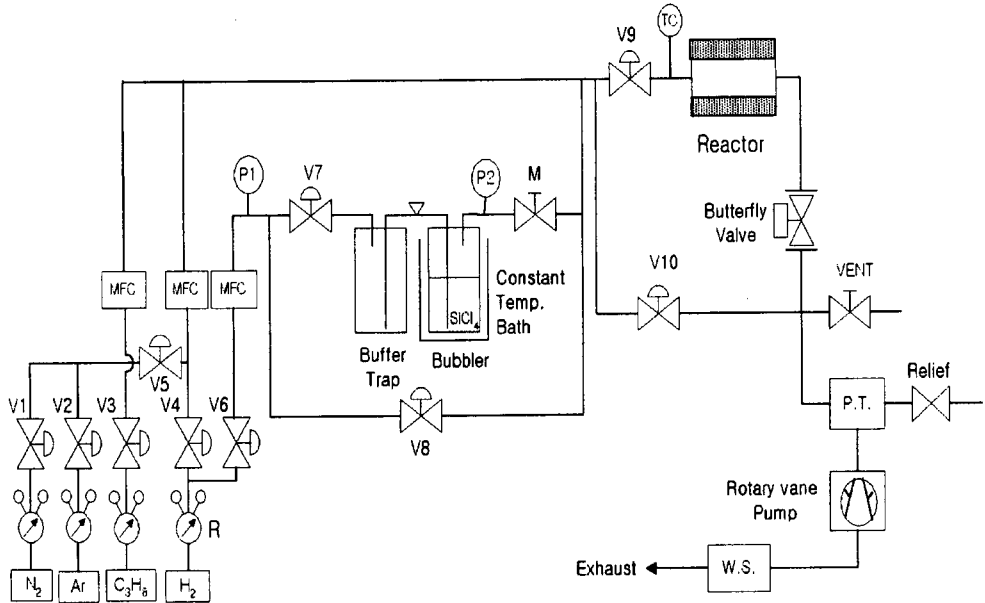 TC
V9
Reactor
P1
V7
P2
M
Butterfly
Valve
MFC
MFC
MFC
V10
VENT
Constant
Temp.
Bath
SiCl4
Buffer
Trap
Bubbler
V5
Relief
V1
V2
V3
V4
V6
V8
P.T.
Rotary vane
Pump
R
N2
Ar
C3H8
H2
Exhaust
W.S.